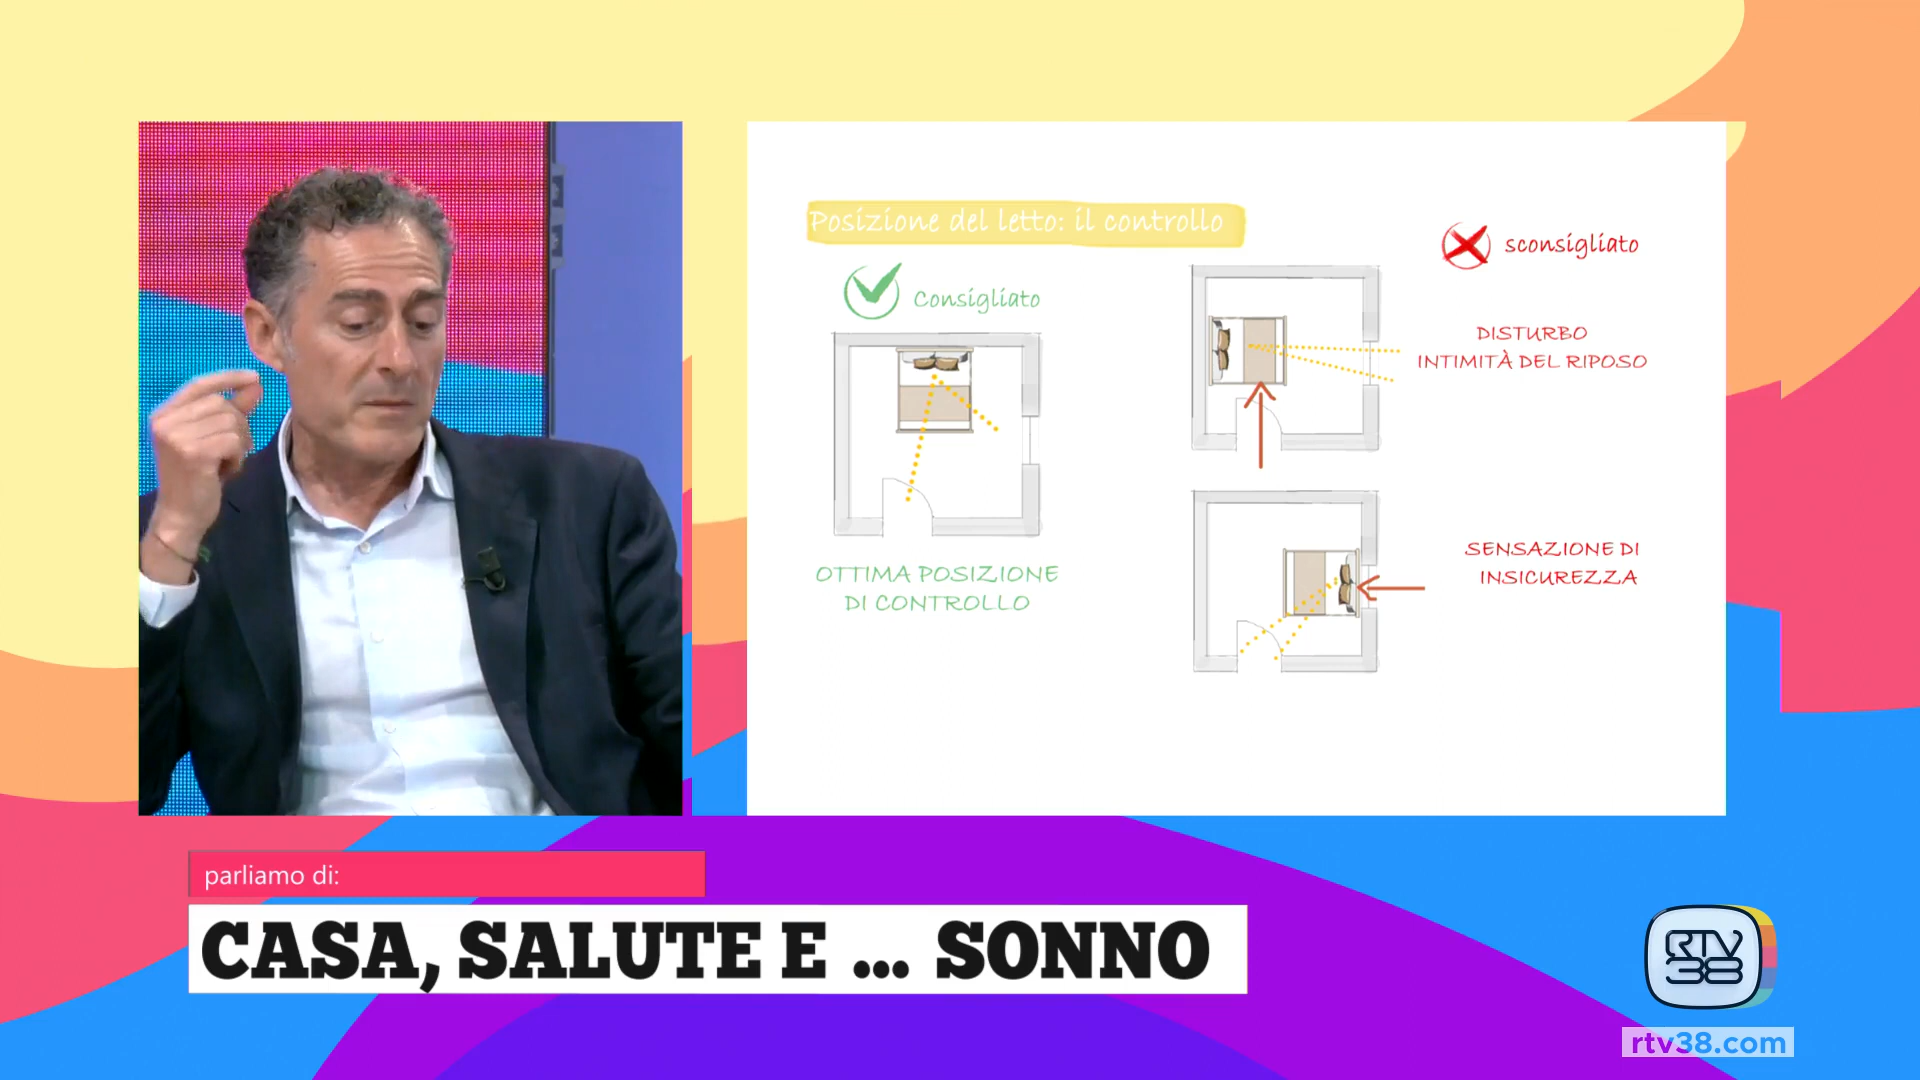 Posizione del letto: il controllo
Consigliato
OTTIMA POSIZIONE
DI CONTROLLO
sconsigliato
DISTURBO
INTIMITÀ DEL RIPOSO
SENSAZIONE DI
INSICUREZZA
parliamo di:
CASA, SALUTE E ... SONNO
RTV
38
rtv38.com